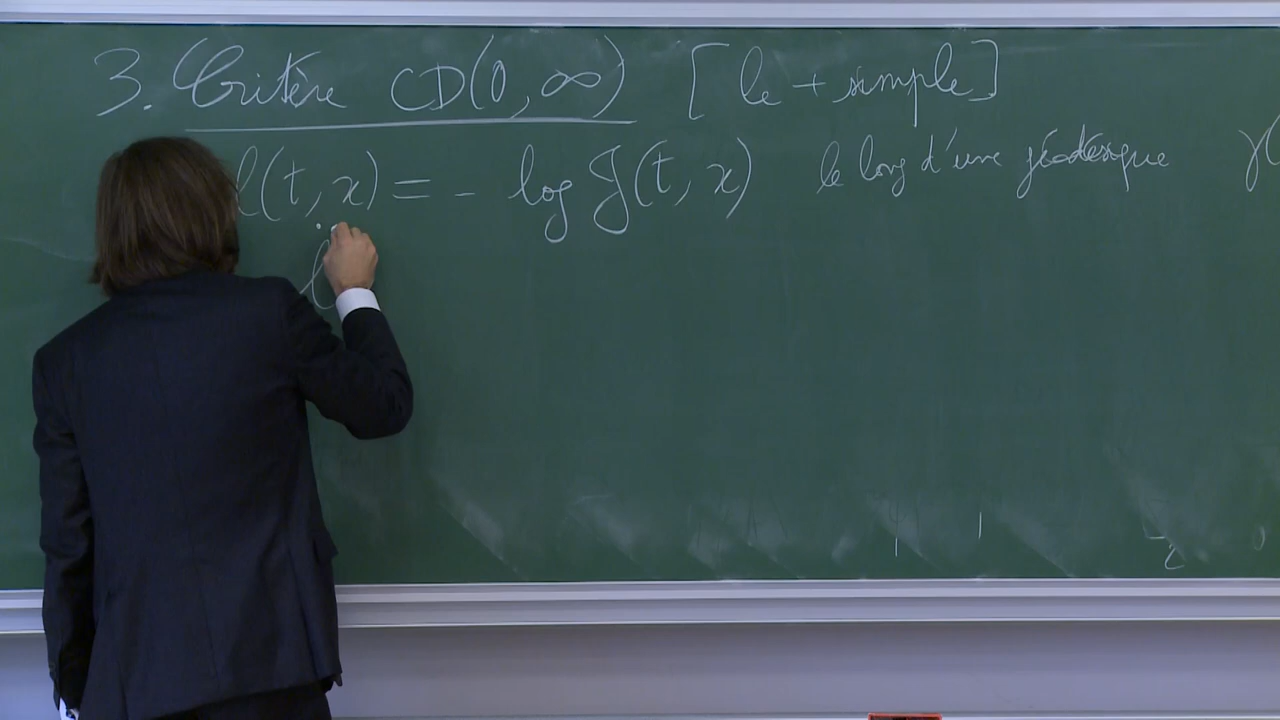 3. Critère CD(0, ∞) [le + simple]
l(t, x) = - log J(t, x) le long d'une géodésique γ(
l̈